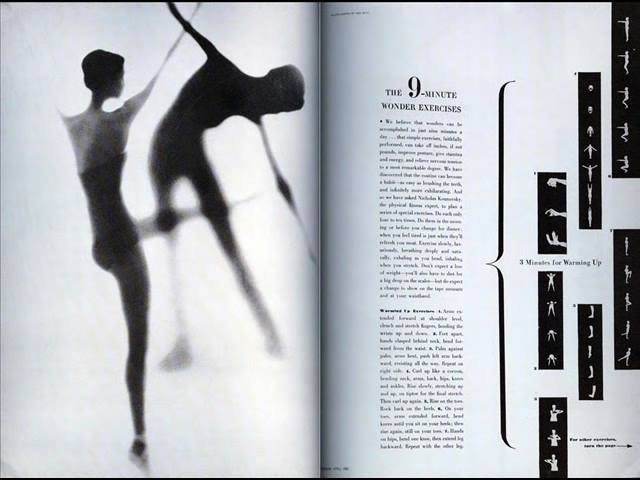 THE 9-MINUTE
WONDER EXERCISES
• We believe that wonders can be
accomplished in just nine minutes a
day . . . that simple exercises, faithfully
performed, can take off inches, if not
pounds, improve posture, give stamina
and energy, and relieve nervous tension
to a most remarkable degree. We have
discovered that the routine can become
a habit—as easy as brushing the teeth,
and infinitely more exhilarating. And
so we have asked Nicholas Kounovsky,
the physical fitness expert, to plan a
series of special exercises. Do each only
four to ten times. Do them in the morn-
ing or before you change for dinner:
when you feel tired is just when they'll
refresh you most. Exercise slowly, lux-
uriously, breathing deeply and natu-
rally, exhaling as you bend, inhaling
when you stretch. Don't expect a loss
of weight—you'll also have to diet for
a big drop on the scales—but do expect
a change to show on the tape measure
and at your waistband.
Warming Up Exercises 1. Arms ex-
tended forward at shoulder level,
clench and stretch fingers, bending the
wrists up and down. 2. Feet apart,
hands clasped behind neck, bend for-
ward from the waist. 3. Palm against
palm, arms bent, push left arm back-
ward, resisting all the way. Repeat on
right side. 4. Curl up like a cocoon,
bending neck, arms, back, hips, knees
and ankles. Rise slowly, stretching up
and up, on tiptoe for the final stretch.
Then curl up again. 5. Rise on the toes.
Rock back on the heels. 6. On your
toes, arms extended forward, bend
knees until you sit on your heels; then
rise again, still on your toes. 7. Hands
on hips, bend one knee, then extend leg
backward. Repeat with the other leg.
3 Minutes for Warming Up
1
2
3
4
5
6
7
For other exercises,
turn the page